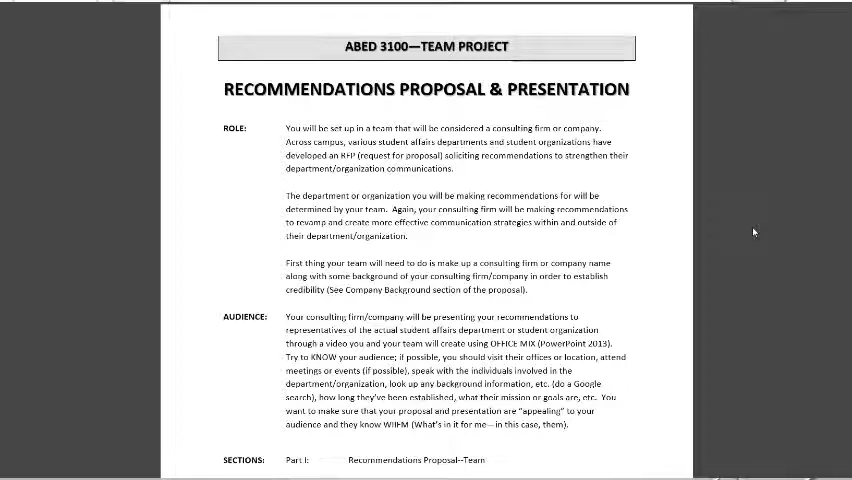 ABED 3100—TEAM PROJECT
RECOMMENDATIONS PROPOSAL & PRESENTATION
ROLE: You will be set up in a team that will be considered a consulting firm or company.
Across campus, various student affairs departments and student organizations have
developed an RFP (request for proposal) soliciting recommendations to strengthen their
department/organization communications.
The department or organization you will be making recommendations for will be
determined by your team. Again, your consulting firm will be making recommendations
to revamp and create more effective communication strategies within and outside of
their department/organization.
First thing your team will need to do is make up a consulting firm or company name
along with some background of your consulting firm/company in order to establish
credibility (See Company Background section of the proposal).
AUDIENCE: Your consulting firm/company will be presenting your recommendations to
representatives of the actual student affairs department or student organization
through a video you and your team will create using OFFICE MIX (PowerPoint 2013).
Try to KNOW your audience; if possible, you should visit their offices or location, attend
meetings or events (if possible), speak with the individuals involved in the
department/organization, look up any background information, etc. (do a Google
search), how long they've been established, what their mission or goals are, etc. You
want to make sure that your proposal and presentation are "appealing" to your
audience and they know WIIFM (What's in it for me—in this case, them).
SECTIONS: Part I: Recommendations Proposal--Team